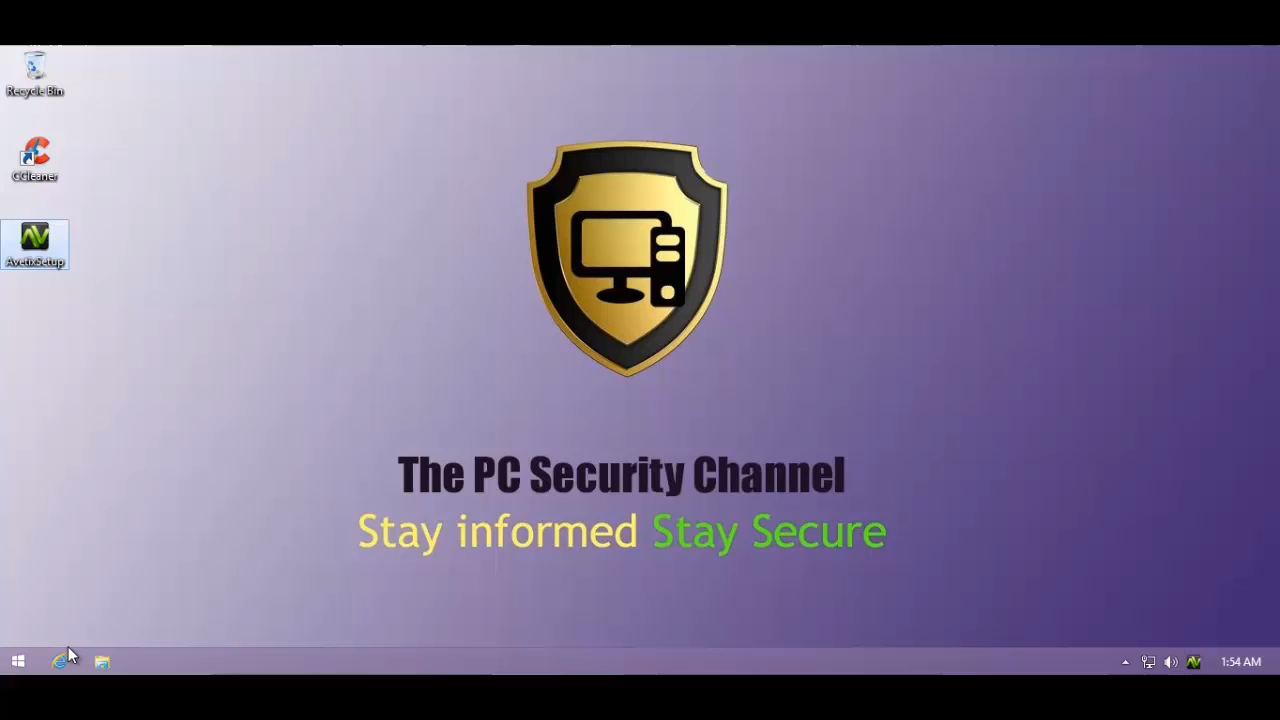 Recycle Bin
CCleaner
AvetixSetup
The PC Security Channel
Stay informed Stay Secure
1:54 AM